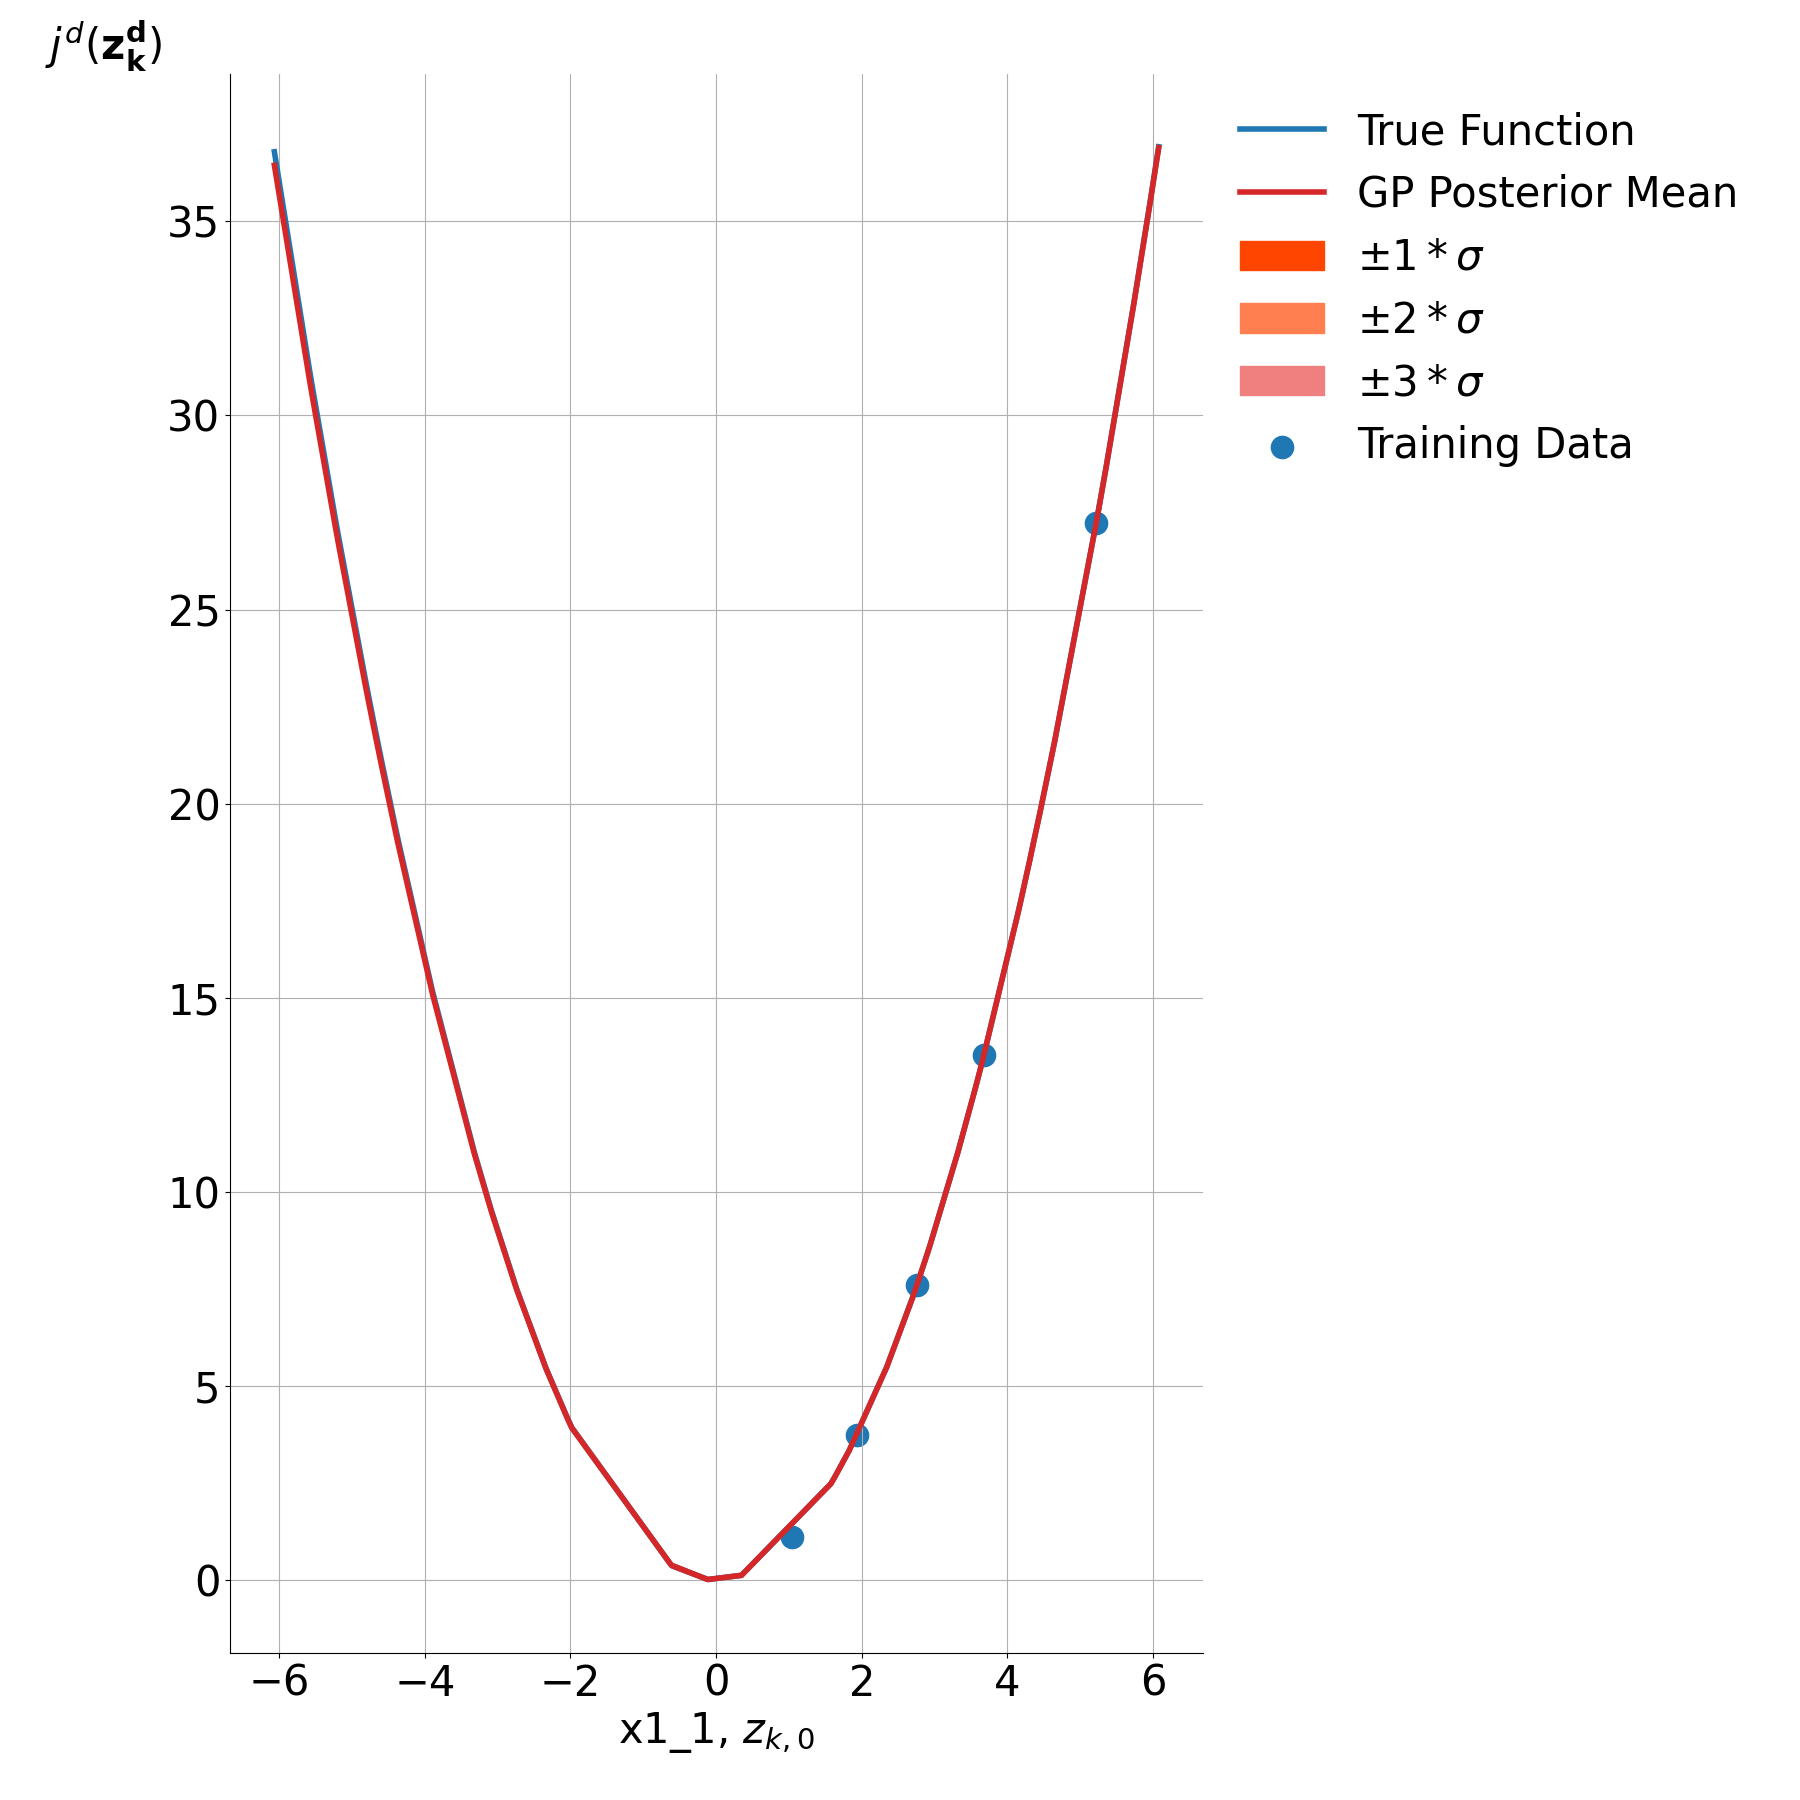 j^d(z_k^d)
True Function
GP Posterior Mean
±1 * σ
±2 * σ
±3 * σ
Training Data
35
30
25
20
15
10
5
0
−6 −4 −2 0 2 4 6
x1_1, z_{k,0}